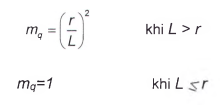 m_q = (r/L)^2 khi L > r
m_q=1 khi L ≤ r